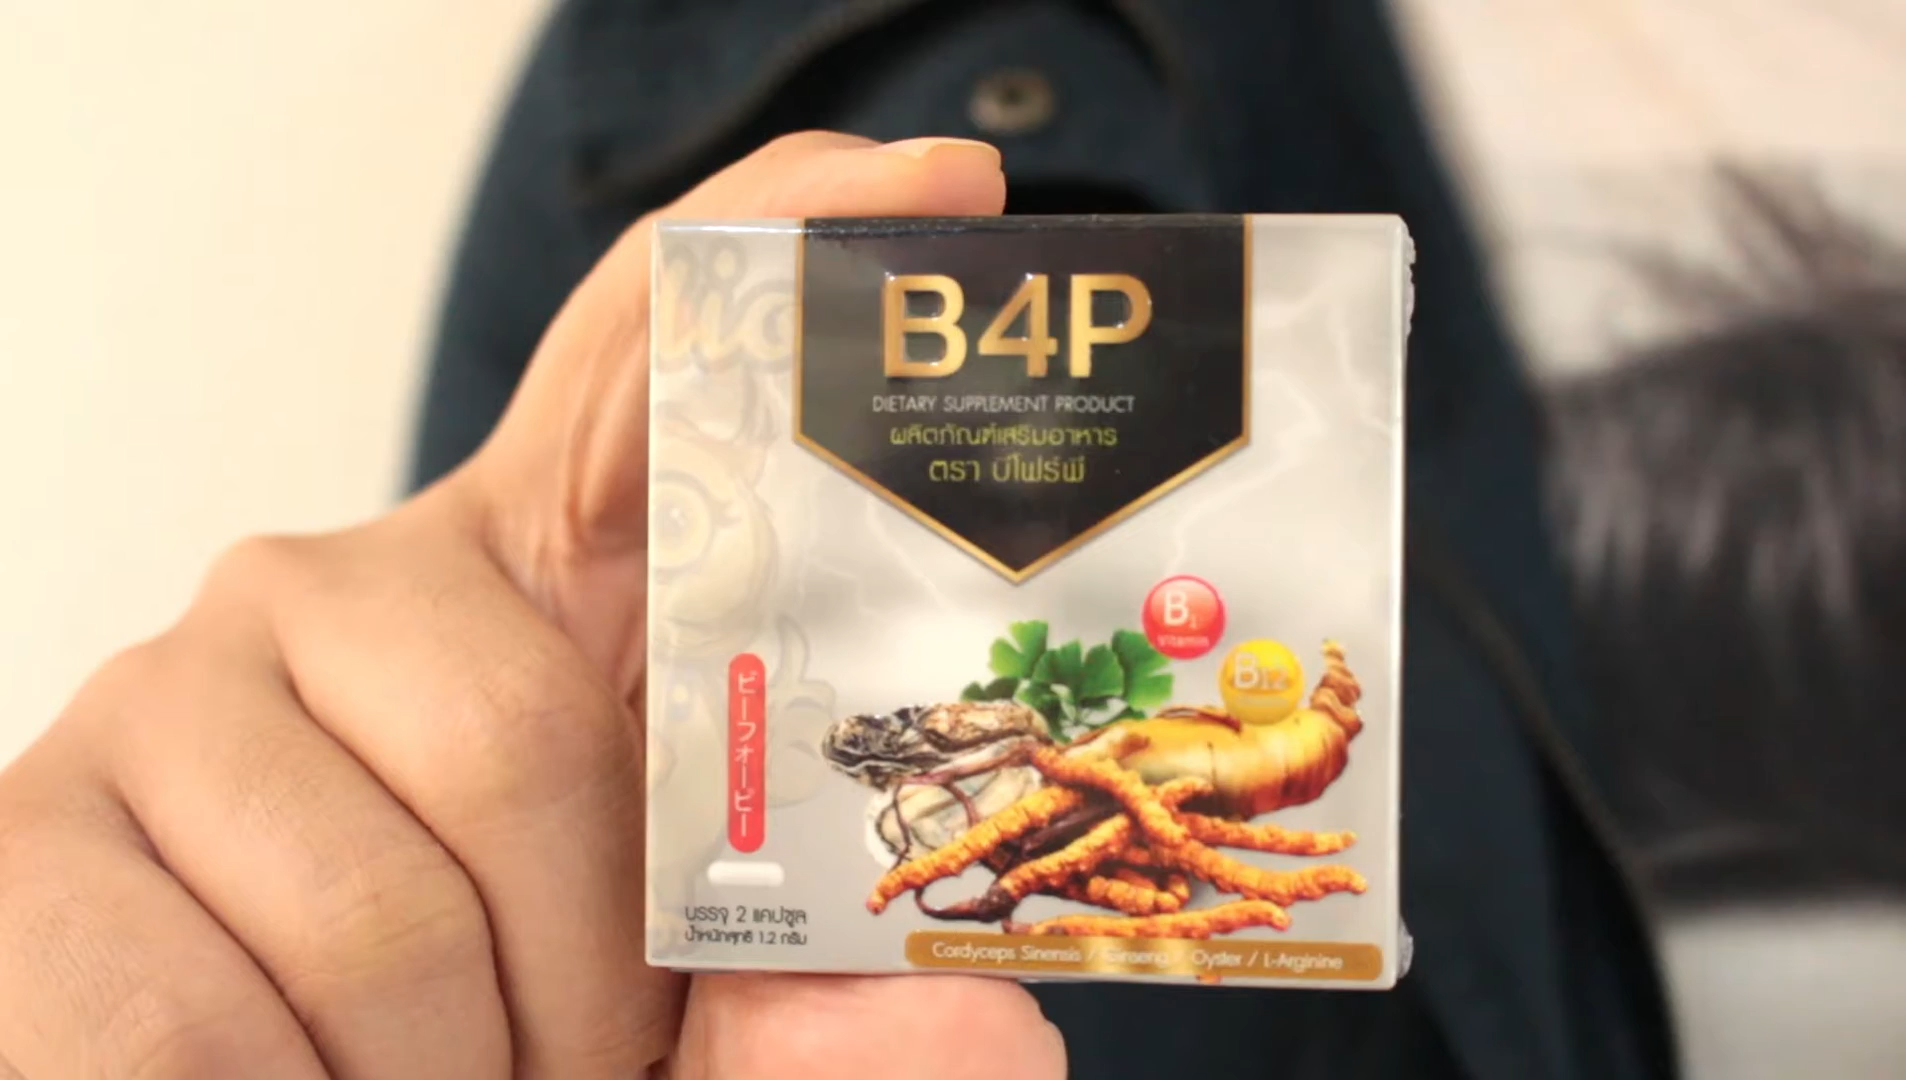 B4P
DIETARY SUPPLEMENT PRODUCT
ผลิตภัณฑ์เสริมอาหาร
ตรา บีโฟร์พี
B1
Vitamin
B12
ビーフォーピー
บรรจุ 2 แคปซูล
น้ำหนักสุทธิ 1.2 กรัม
Cordyceps Sinensis / Ginseng / Oyster / L-Arginine